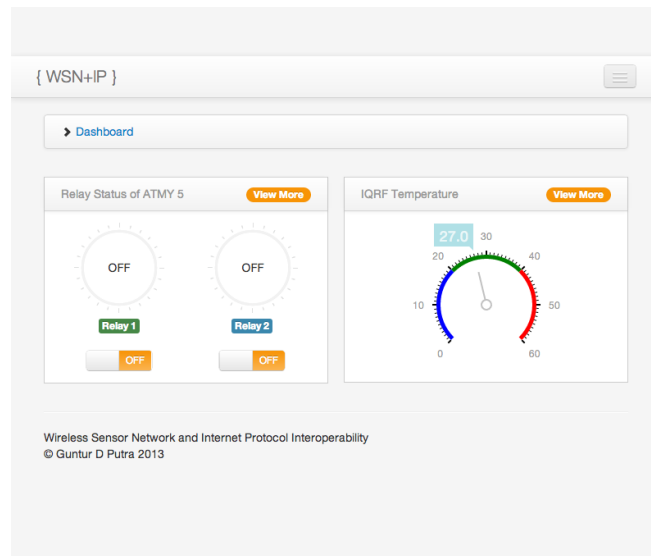 { WSN+IP }
Dashboard
Relay Status of ATMY 5
View More
OFF
OFF
Relay 1
Relay 2
OFF
OFF
IQRF Temperature
View More
27.0
30
20
40
10
50
0
60
Wireless Sensor Network and Internet Protocol Interoperability
© Guntur D Putra 2013